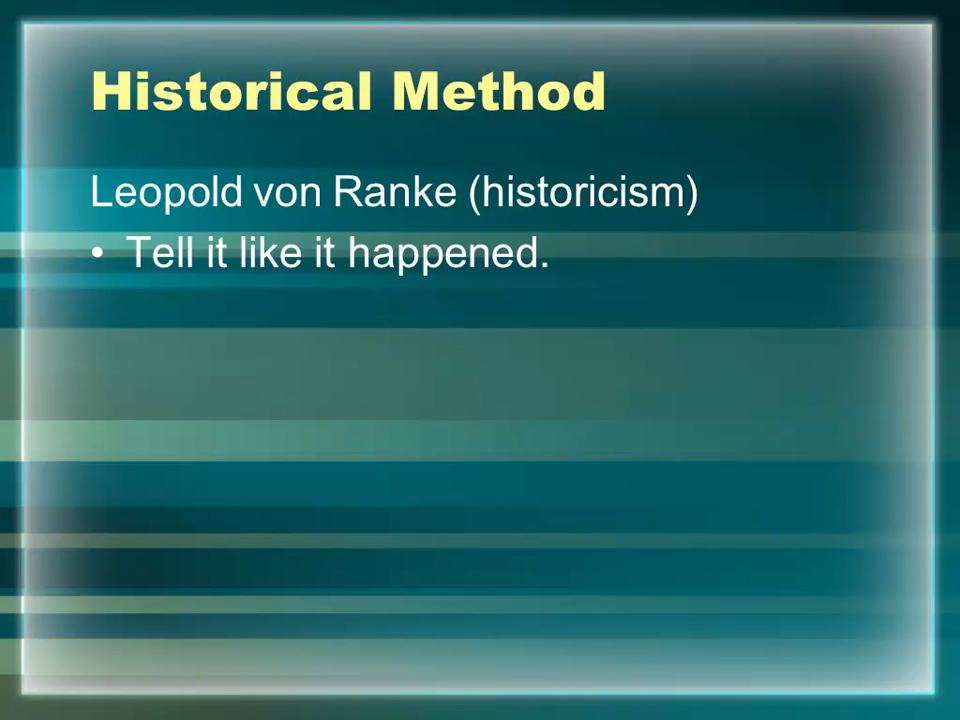 Historical Method
Leopold von Ranke (historicism)
• Tell it like it happened.